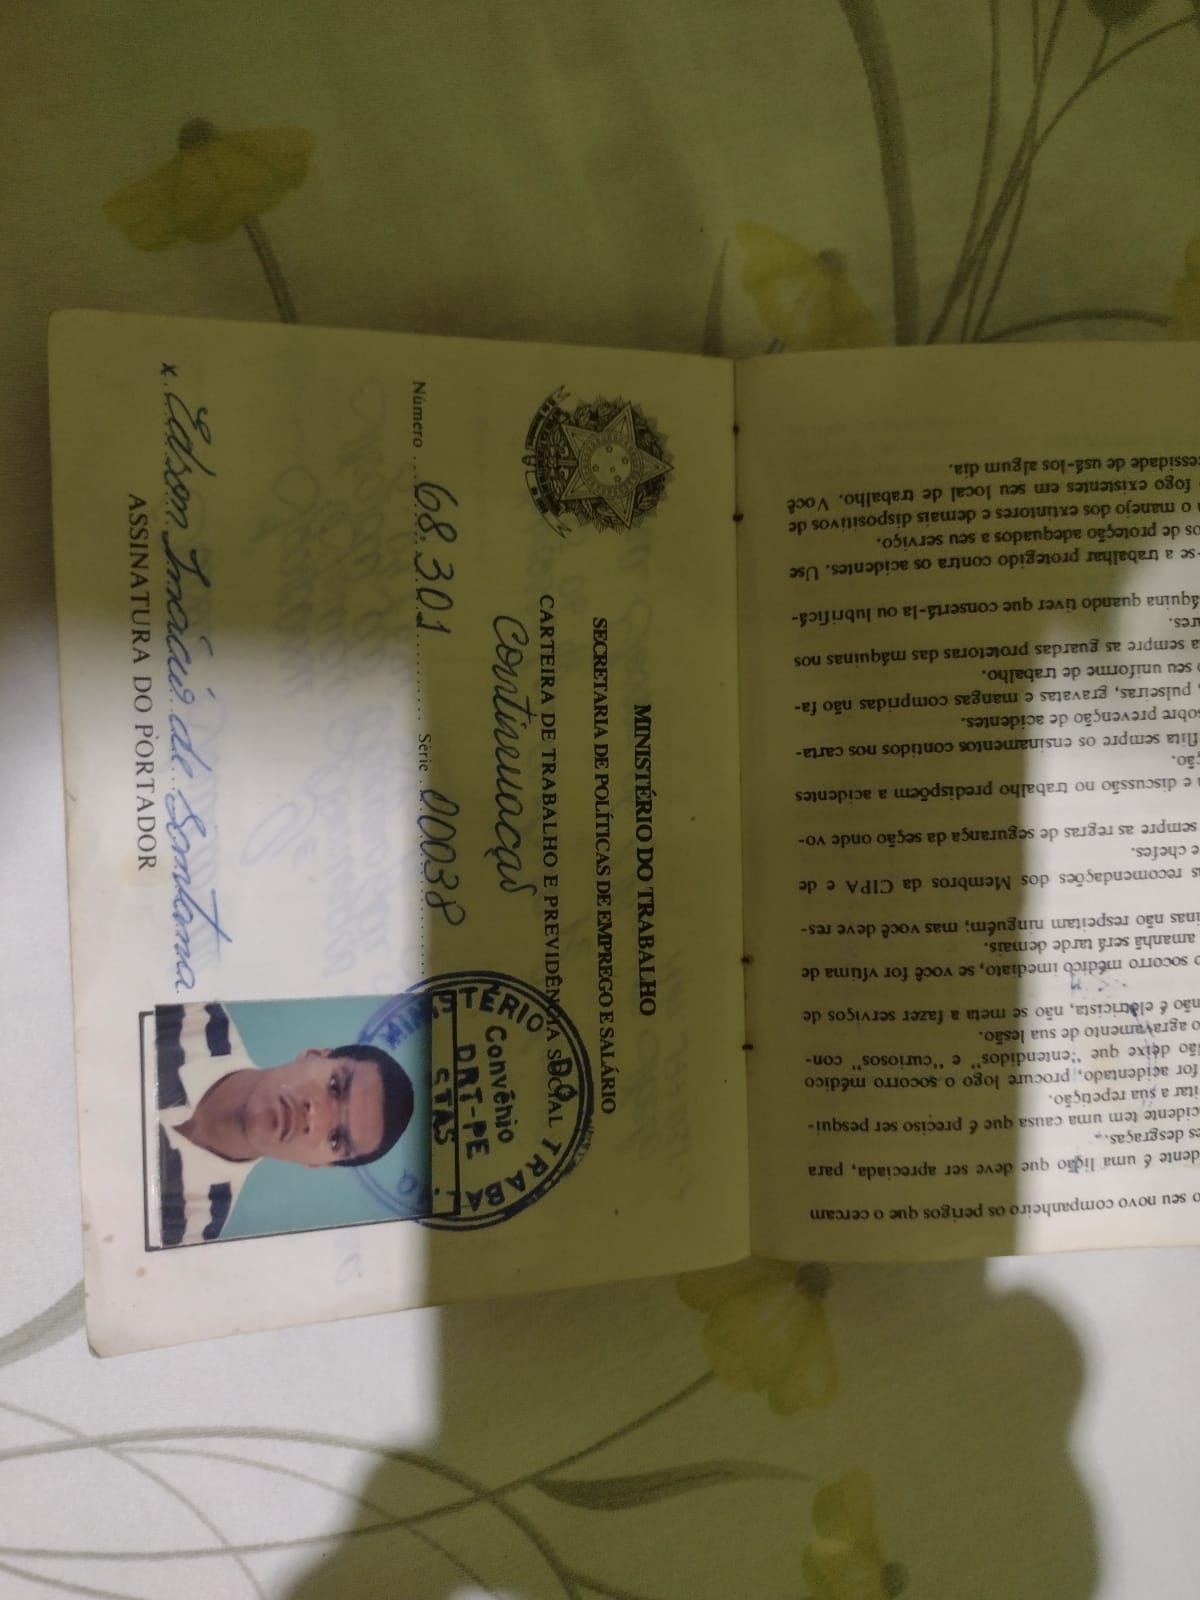 MINISTÉRIO DO TRABALHO
SECRETARIA DE POLÍTICAS DE EMPREGO E SALÁRIO
CARTEIRA DE TRABALHO E PREVIDÊNCIA SOCIAL
Continuação
Número 68.301 Série 00038
MINISTÉRIO DO TRABA
Convênio
DRT-PE
STAS
x Edson Inácio de Santana
ASSINATURA DO PORTADOR
o seu novo companheiro os perigos que o cercam
dente é uma lição que deve ser apreciada, para
es desgraças.
cidente tem uma causa que é preciso ser pesqui-
itar a sua repetição.
for acidentado, procure logo o socorro médico
deixe que "entendidos" e "curiosos" con-
o agravamento de sua lesão.
não é eletricista, não se meta a fazer serviços de
o socorro médico imediato, se você for vítima de
amanhã será tarde demais.
inas não respeitam ninguém; mas você deve res-
as recomendações dos Membros da CIPA e de
e chefes.
sempre as regras de segurança da seção onde vo-
a e discussão no trabalho predispõem a acidentes
ção.
flita sempre os ensinamentos contidos nos carta-
sobre prevenção de acidentes.
, pulseiras, gravatas e mangas compridas não fa-
o seu uniforme de trabalho.
a sempre as guardas protetoras das máquinas nos
res.
áquina quando tiver que consertá-la ou lubrificá-
-se a trabalhar protegido contra os acidentes. Use
os de proteção adequados a seu serviço.
a o manejo dos extintores e demais dispositivos de
fogo existentes em seu local de trabalho. Você
cessidade de usá-los algum dia.